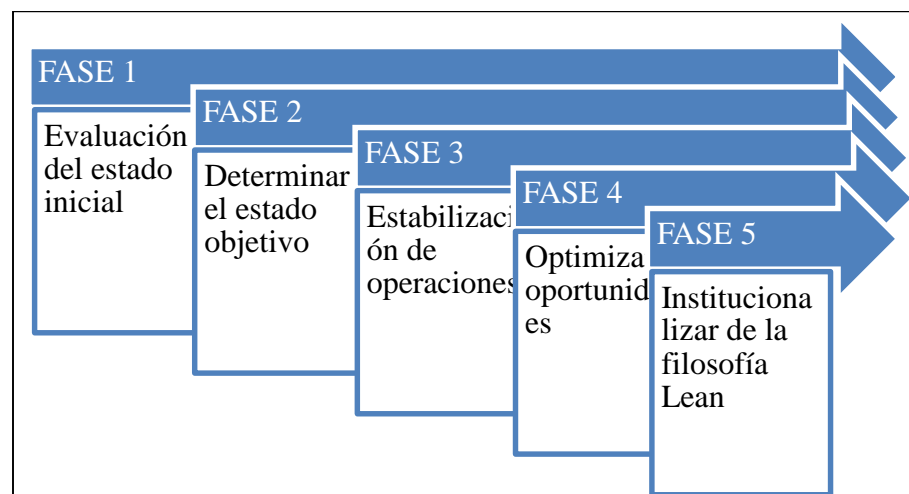 FASE 1
Evaluación
del estado
inicial
FASE 2
Determinar
el estado
objetivo
FASE 3
Estabilizaci
ón de
operaciones
FASE 4
Optimiza
oportunid
es
FASE 5
Instituciona
lizar de la
filosofía
Lean